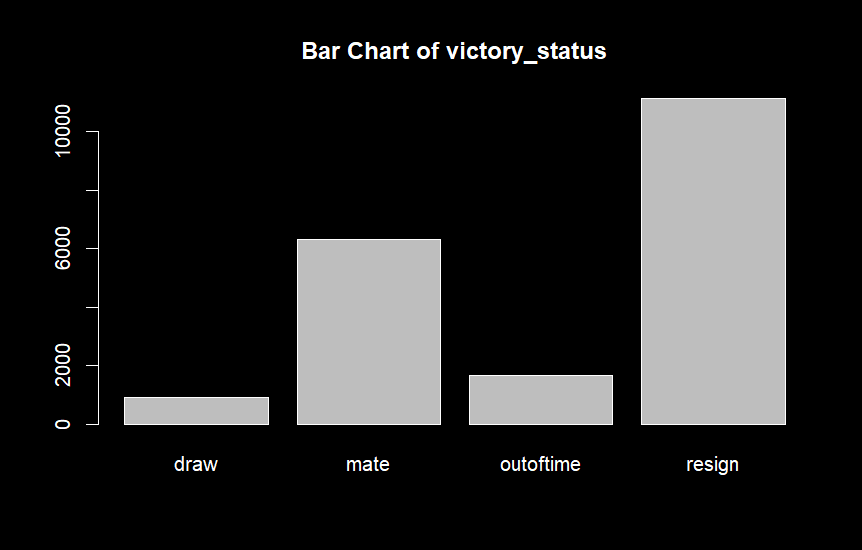 Bar Chart of victory_status
10000
6000
2000
0
draw mate outoftime resign